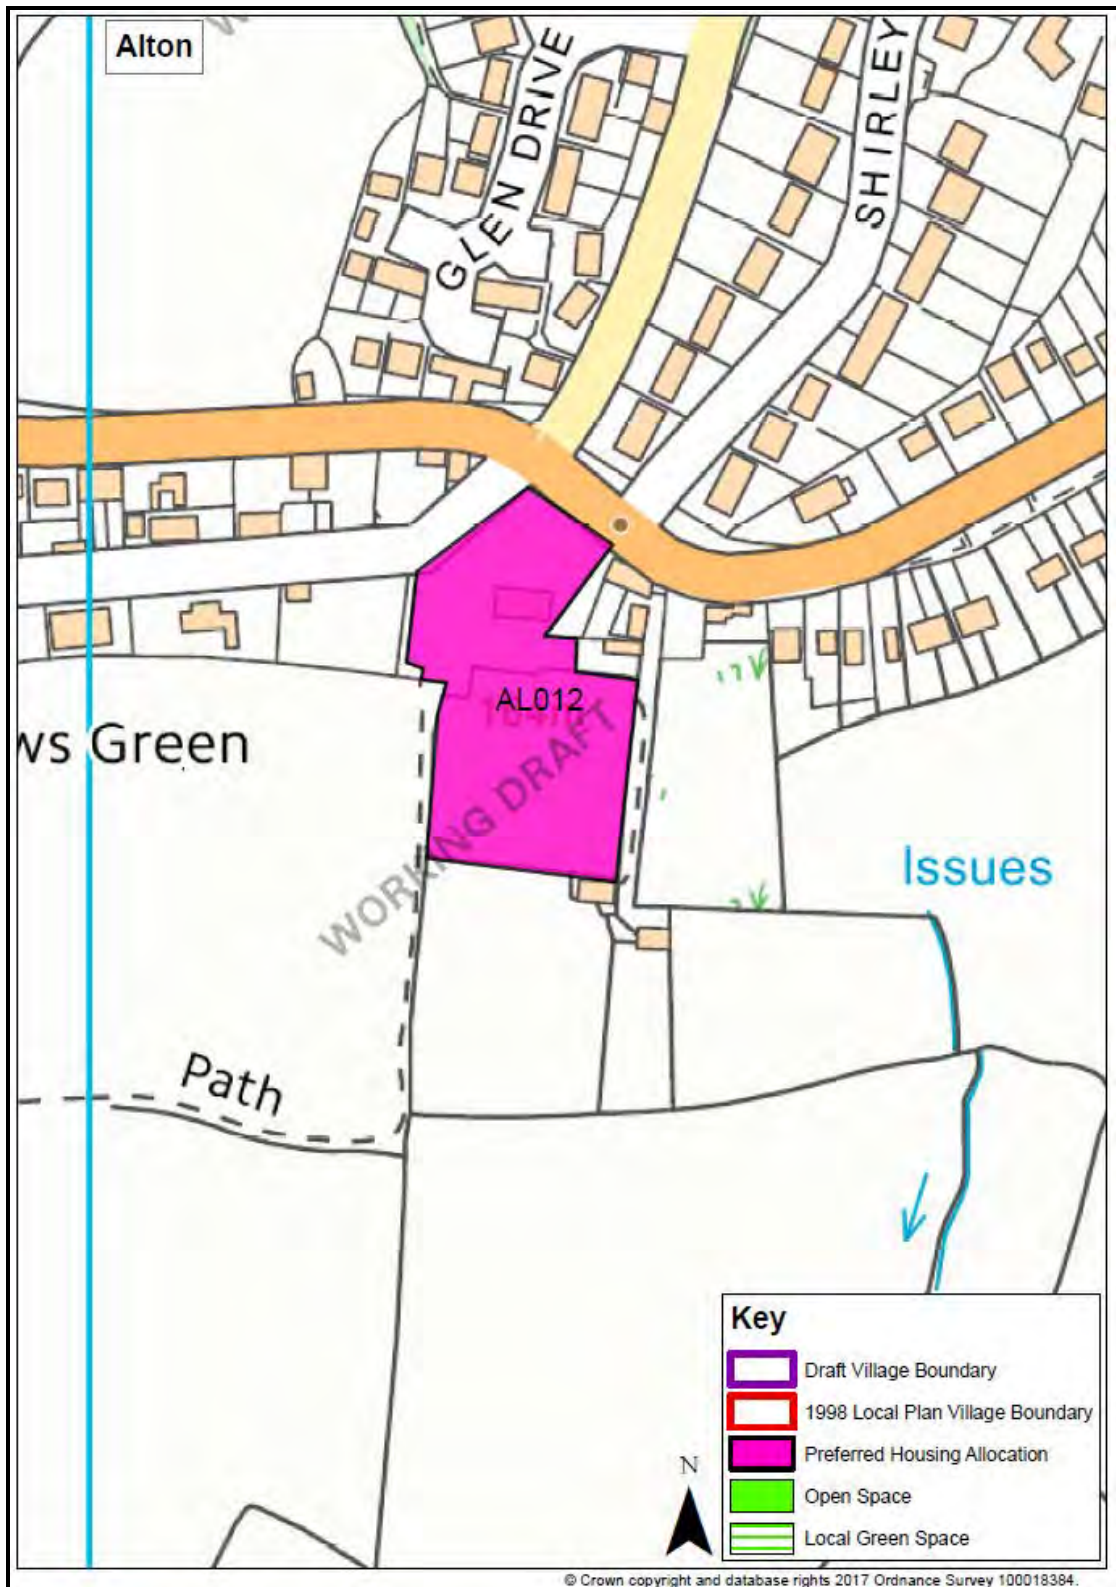 Alton
GLEN DRIVE
SHIRLEY
AL012
WORKING DRAFT
ws Green
Issues
Path
Key
Draft Village Boundary
1998 Local Plan Village Boundary
Preferred Housing Allocation
Open Space
Local Green Space
N
© Crown copyright and database rights 2017 Ordnance Survey 100018384.